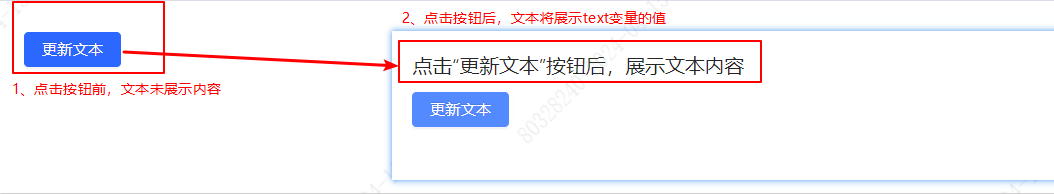 更新文本
1、点击按钮前，文本未展示内容
2、点击按钮后，文本将展示text变量的值
点击“更新文本”按钮后，展示文本内容
更新文本